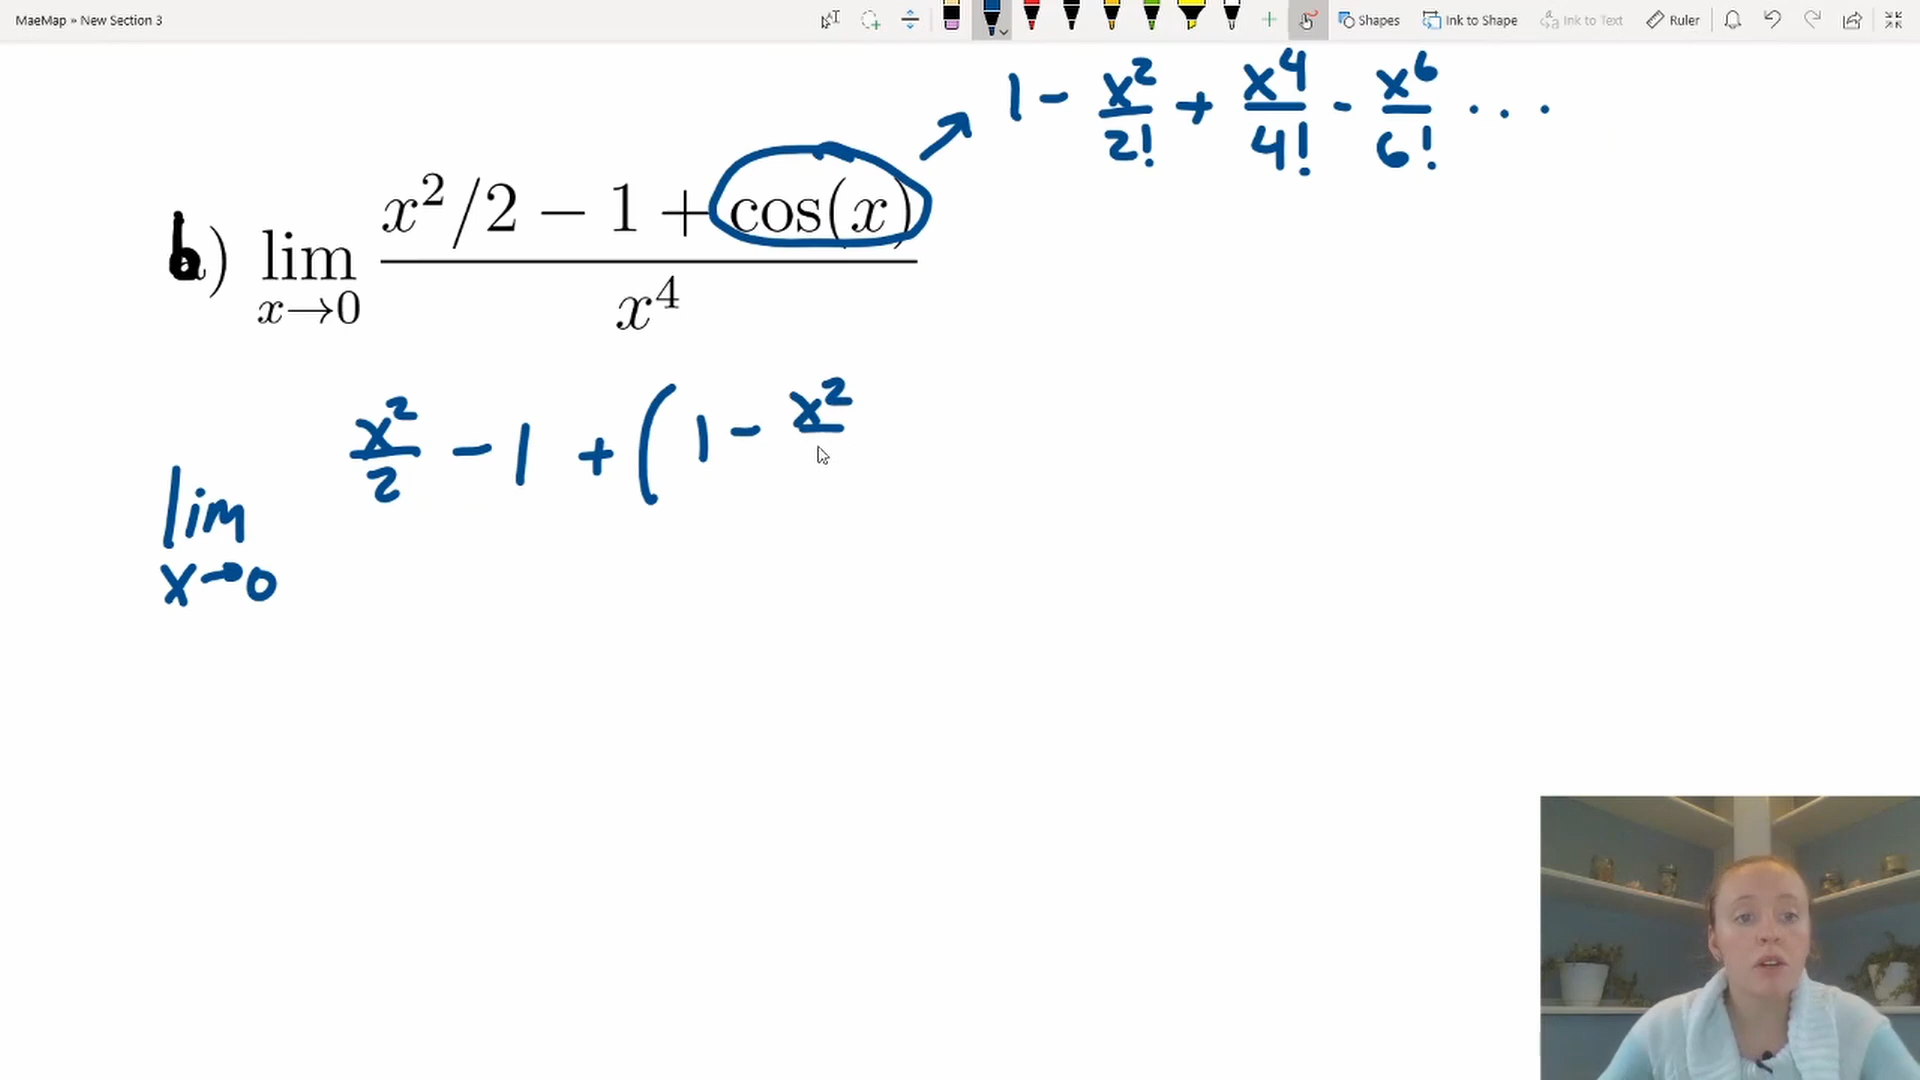 MaeMap » New Section 3
Shapes Ink to Shape Ink to Text Ruler
1 - x²/2! + x⁴/4! - x⁶/6! ...
b) lim x→0 (x²/2 − 1 + cos(x))/x⁴
lim x→0 x²/2 - 1 + ( 1 - x²